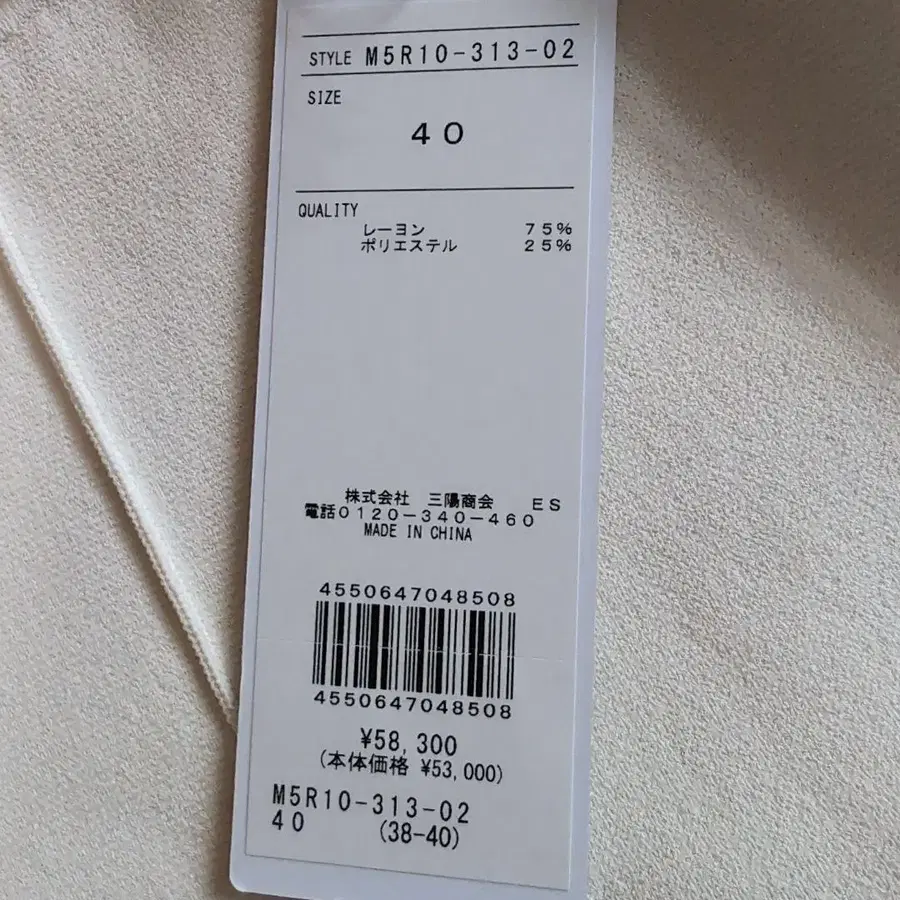 STYLE M5R10-313-02
SIZE
40
QUALITY
レーヨン 75%
ポリエステル 25%
株式会社 三陽商会 ES
電話0120-340-460
MADE IN CHINA
4550647048508
4550647048508
¥58,300
(本体価格 ¥53,000)
M5R10-313-02
40 (38-40)